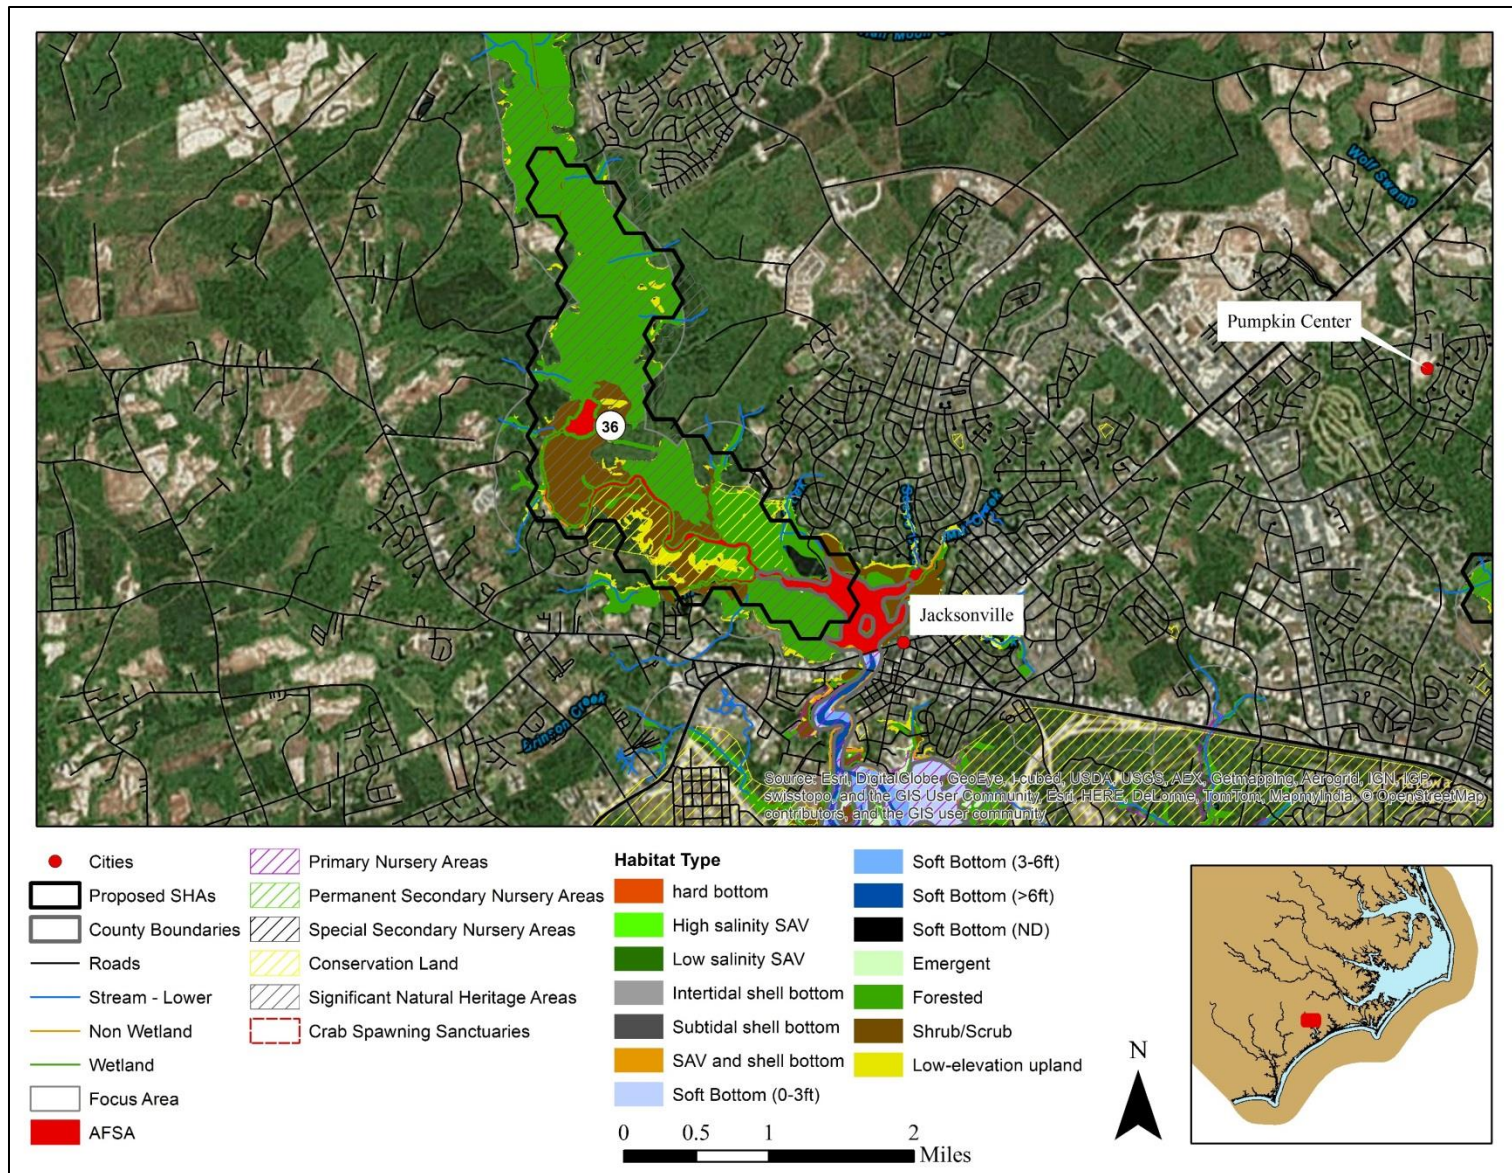 Wolf Swamp
Pumpkin Center
36
Mill Creek
Jacksonville
Brinson Creek
Source: Esri, DigitalGlobe, GeoEye, i-cubed, USDA, USGS, AEX, Getmapping, Aerogrid, IGN, IGP,
swisstopo, and the GIS User Community, Esri, HERE, DeLorme, TomTom, MapmyIndia, © OpenStreetMap
contributors, and the GIS user community
Cities
Proposed SHAs
County Boundaries
Roads
Stream - Lower
Non Wetland
Wetland
Focus Area
AFSA
Primary Nursery Areas
Permanent Secondary Nursery Areas
Special Secondary Nursery Areas
Conservation Land
Significant Natural Heritage Areas
Crab Spawning Sanctuaries
Habitat Type
hard bottom
High salinity SAV
Low salinity SAV
Intertidal shell bottom
Subtidal shell bottom
SAV and shell bottom
Soft Bottom (0-3ft)
Soft Bottom (3-6ft)
Soft Bottom (>6ft)
Soft Bottom (ND)
Emergent
Forested
Shrub/Scrub
Low-elevation upland
N
0 0.5 1 2
Miles